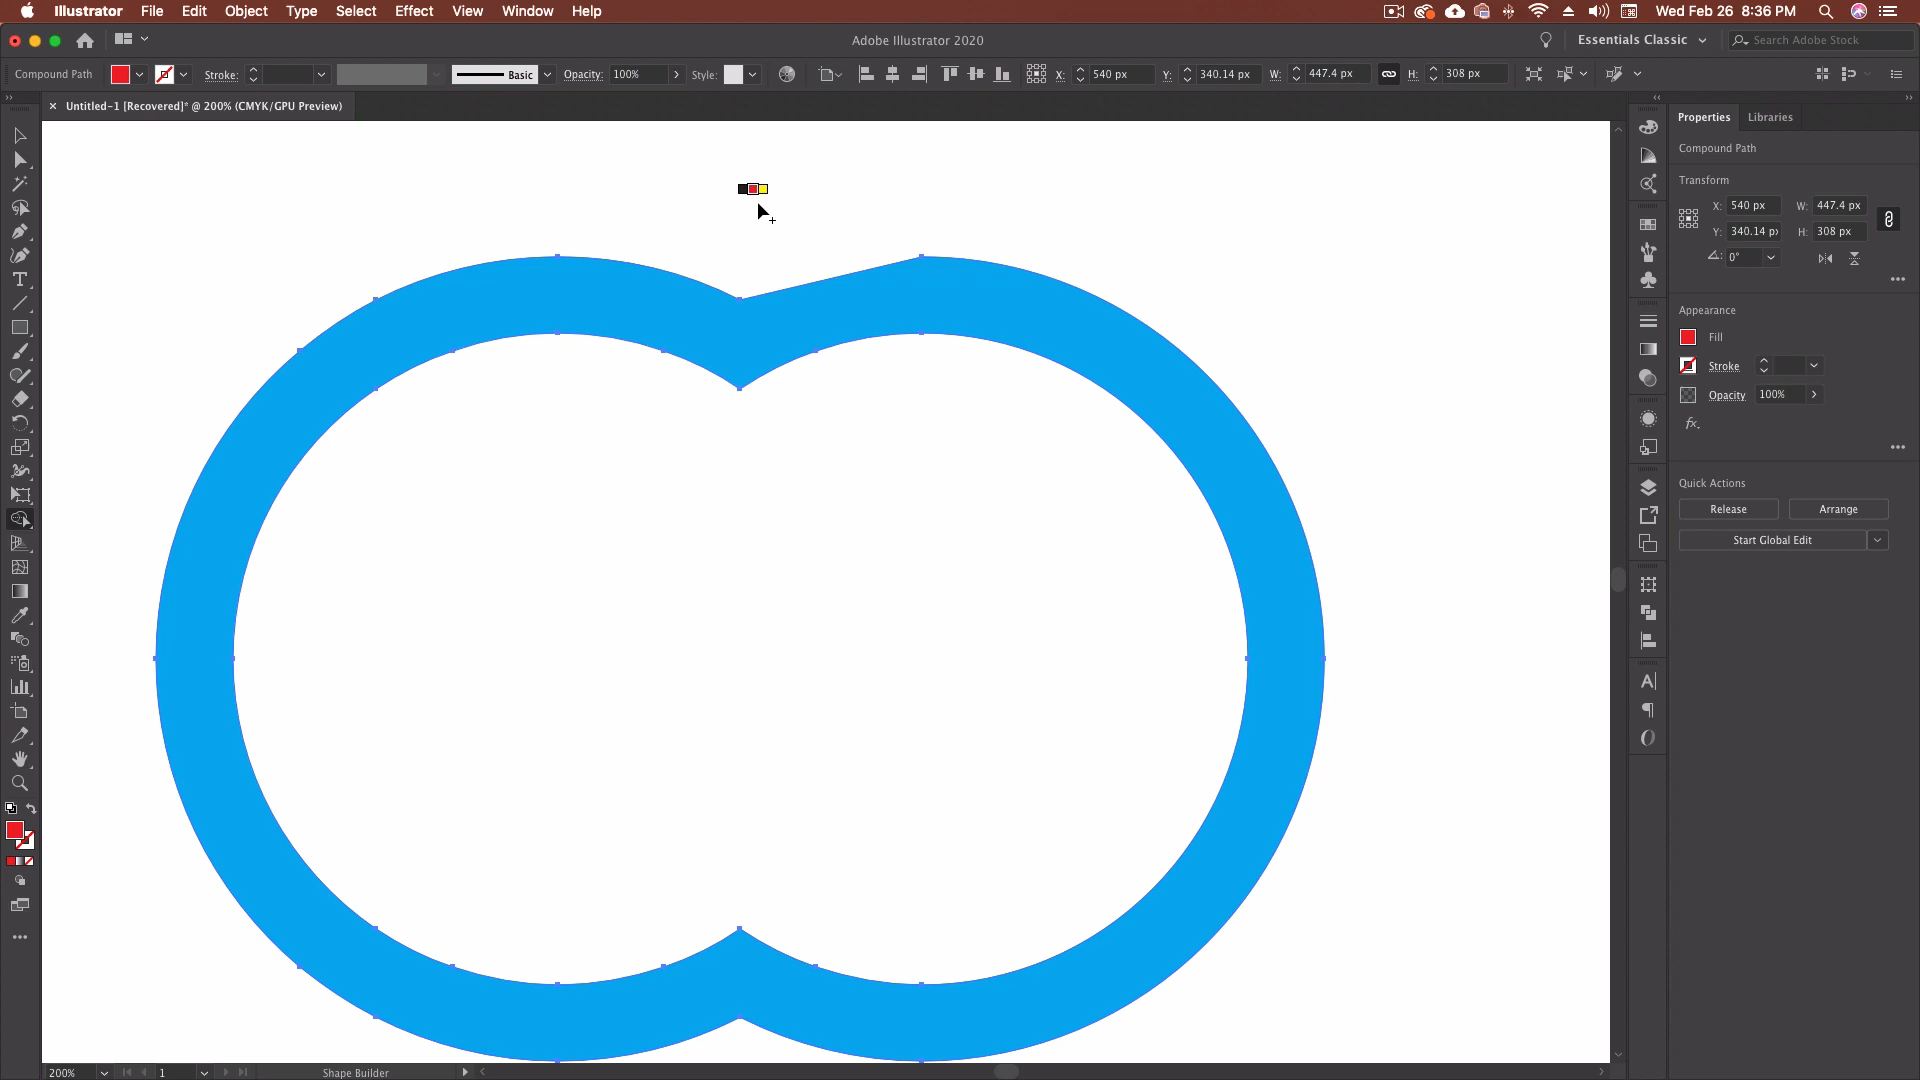 Illustrator File Edit Object Type Select Effect View Window Help Wed Feb 26 8:36 PM
Adobe Illustrator 2020 Essentials Classic Search Adobe Stock
Compound Path Stroke: Basic Opacity: 100% Style: X: 540 px Y: 340.14 px W: 447.4 px H: 308 px
Untitled-1 [Recovered]* @ 200% (CMYK/GPU Preview)
Properties Libraries
Compound Path
Transform
X: 540 px W: 447.4 px
Y: 340.14 px H: 308 px
0°
Appearance
Fill
Stroke
Opacity 100%
fx.
Quick Actions
Release Arrange
Start Global Edit
200% 1 Shape Builder